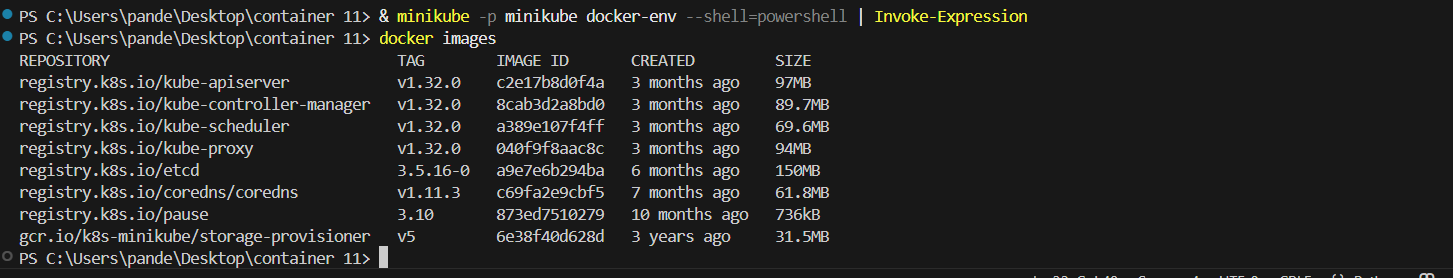 PS C:\Users\pande\Desktop\container 11> & minikube -p minikube docker-env --shell=powershell | Invoke-Expression
PS C:\Users\pande\Desktop\container 11> docker images
REPOSITORY TAG IMAGE ID CREATED SIZE
registry.k8s.io/kube-apiserver v1.32.0 c2e17b8d0f4a 3 months ago 97MB
registry.k8s.io/kube-controller-manager v1.32.0 8cab3d2a8bd0 3 months ago 89.7MB
registry.k8s.io/kube-scheduler v1.32.0 a389e107f4ff 3 months ago 69.6MB
registry.k8s.io/kube-proxy v1.32.0 040f9f8aac8c 3 months ago 94MB
registry.k8s.io/etcd 3.5.16-0 a9e7e6b294ba 6 months ago 150MB
registry.k8s.io/coredns/coredns v1.11.3 c69fa2e9cbf5 7 months ago 61.8MB
registry.k8s.io/pause 3.10 873ed7510279 10 months ago 736kB
gcr.io/k8s-minikube/storage-provisioner v5 6e38f40d628d 3 years ago 31.5MB
PS C:\Users\pande\Desktop\container 11>